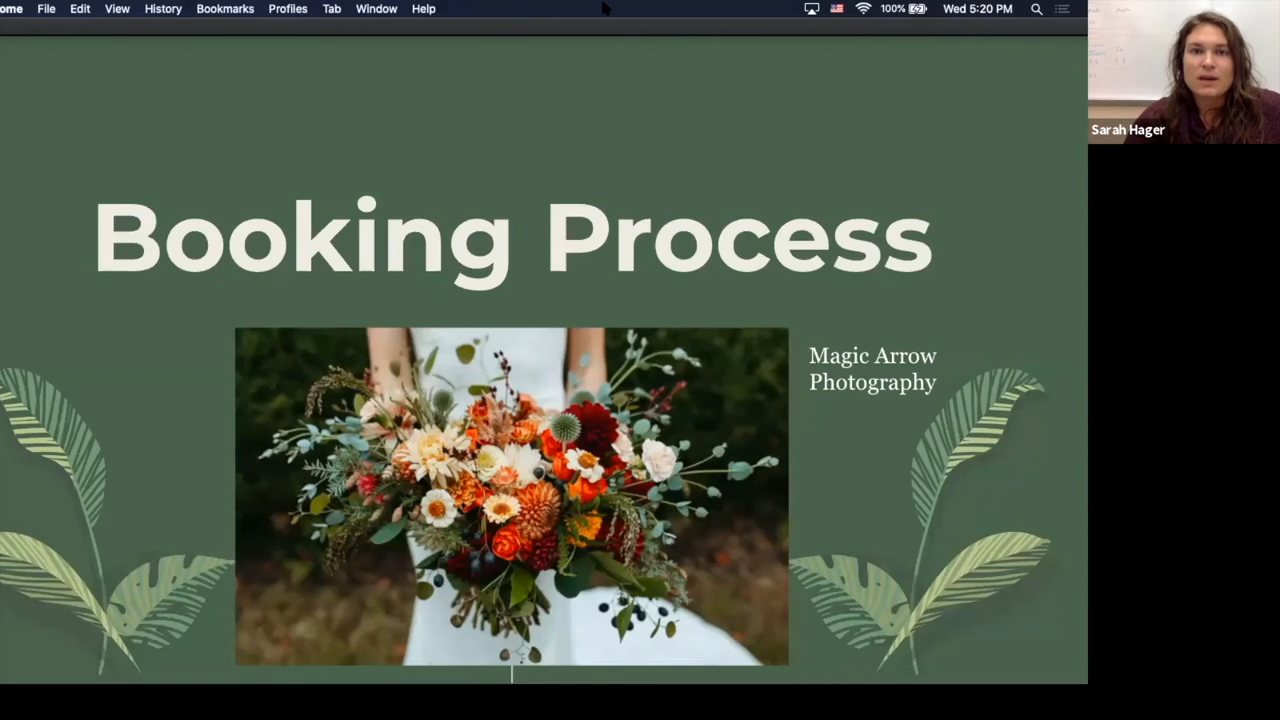 ome File Edit View History Bookmarks Profiles Tab Window Help 100% Wed 5:20 PM
Sarah Hager
Booking Process
Magic Arrow
Photography